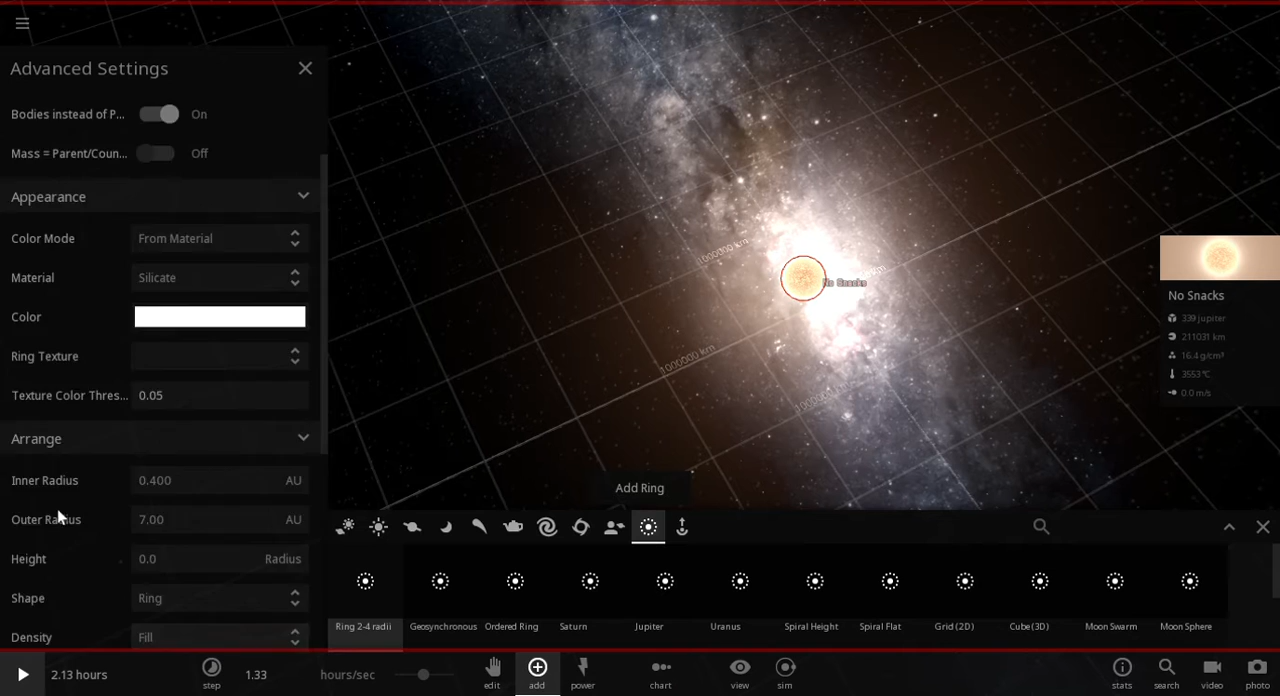 Advanced Settings
Bodies instead of P...
On
Mass = Parent/Coun...
Off
Appearance
Color Mode
From Material
Material
Silicate
Color
Ring Texture
Texture Color Thres...
0.05
Arrange
Inner Radius
0.400
AU
Outer Radius
7.00
AU
Height
0.0
Radius
Shape
Ring
Density
Fill
1000000 km
km
No Snacks
1000000 km
No Snacks
339 jupiter
211031 km
16.4 g/cm³
3553 °C
0.0 m/s
Add Ring
Ring 2-4 radii
Geosynchronous
Ordered Ring
Saturn
Jupiter
Uranus
Spiral Height
Spiral Flat
Grid (2D)
Cube (3D)
Moon Swarm
Moon Sphere
2.13 hours
step
1.33
hours/sec
edit
add
power
chart
view
sim
stats
search
video
photo